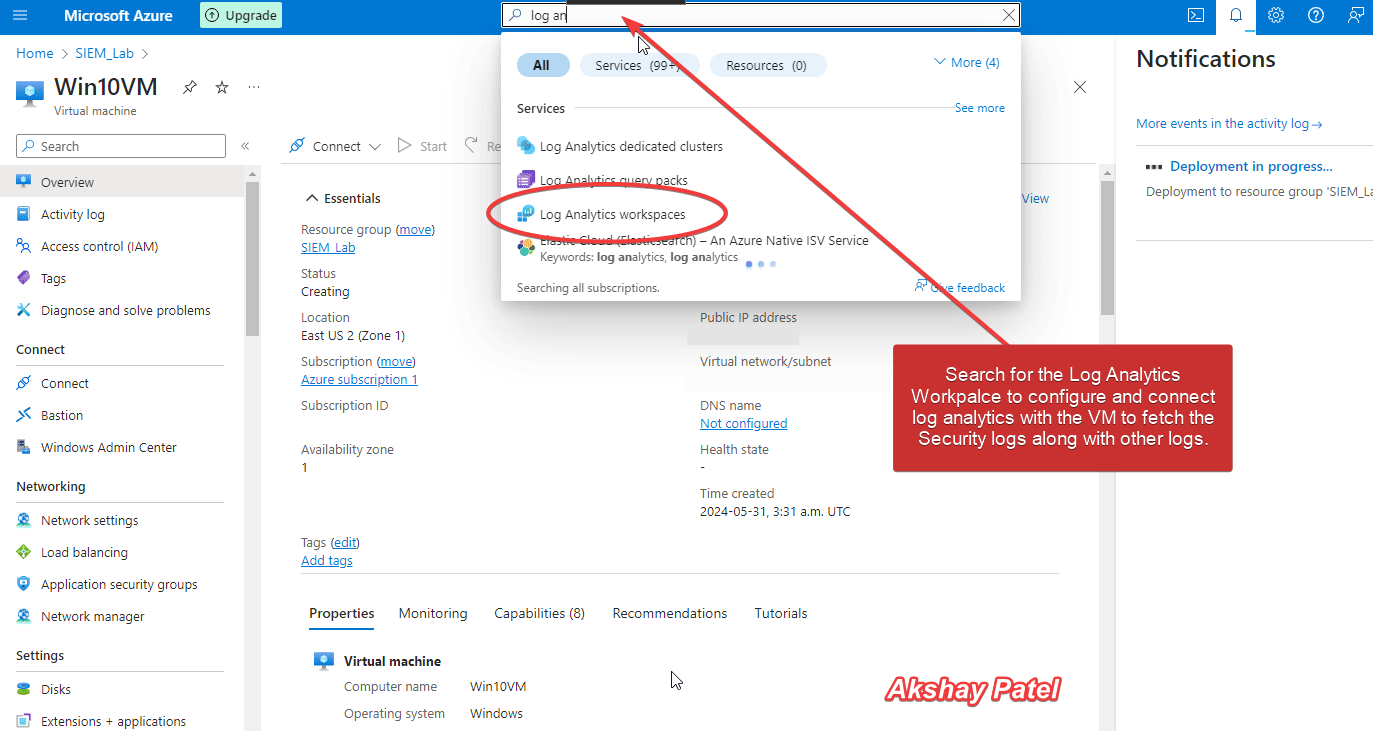 Microsoft Azure
Upgrade
log an
Home > SIEM_Lab >
Win10VM
Virtual machine
Search
Overview
Activity log
Access control (IAM)
Tags
Diagnose and solve problems
Connect
Connect
Bastion
Windows Admin Center
Networking
Network settings
Load balancing
Application security groups
Network manager
Settings
Disks
Extensions + applications
Connect
Start
Essentials
Resource group (move)
SIEM_Lab
Status
Creating
Location
East US 2 (Zone 1)
Subscription (move)
Azure subscription 1
Subscription ID
Availability zone
1
Tags (edit)
Add tags
All
Services (99+)
Resources (0)
More (4)
Services
See more
Log Analytics dedicated clusters
Log Analytics query packs
Log Analytics workspaces
Elastic Cloud (Elasticsearch) – An Azure Native ISV Service
Keywords: log analytics, log analytics
Searching all subscriptions.
Give feedback
View
Public IP address
Virtual network/subnet
DNS name
Not configured
Health state
-
Time created
2024-05-31, 3:31 a.m. UTC
Properties
Monitoring
Capabilities (8)
Recommendations
Tutorials
Virtual machine
Computer name Win10VM
Operating system Windows
Notifications
More events in the activity log →
Deployment in progress...
Deployment to resource group 'SIEM_La
Search for the Log Analytics
Workpalce to configure and connect
log analytics with the VM to fetch the
Security logs along with other logs.
Akshay Patel